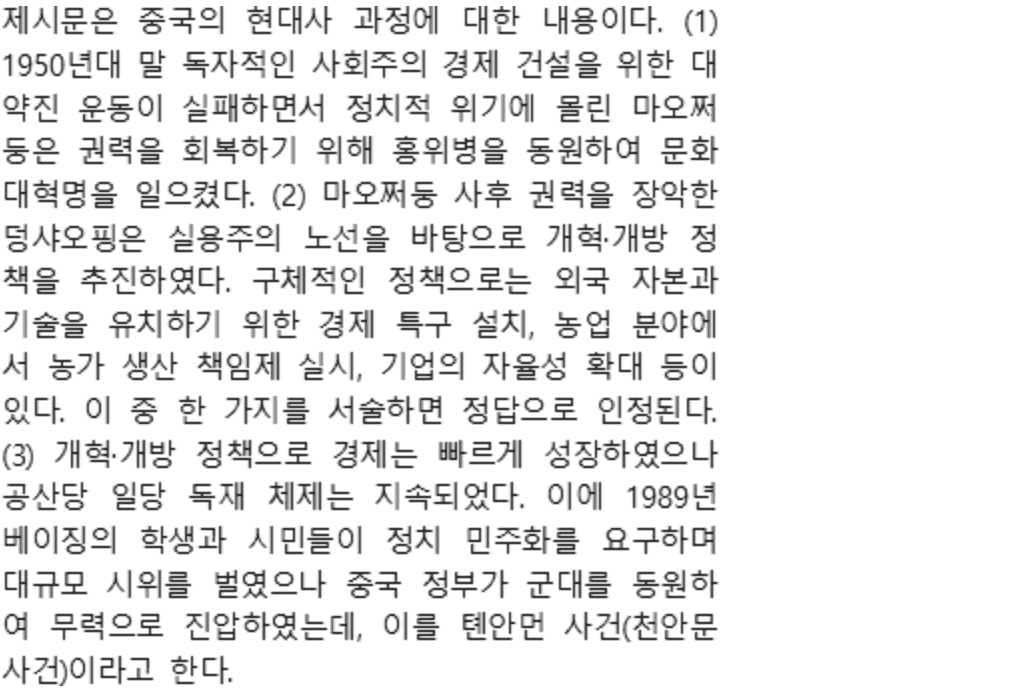 제시문은 중국의 현대사 과정에 대한 내용이다. (1)
1950년대 말 독자적인 사회주의 경제 건설을 위한 대
약진 운동이 실패하면서 정치적 위기에 몰린 마오쩌
둥은 권력을 회복하기 위해 홍위병을 동원하여 문화
대혁명을 일으켰다. (2) 마오쩌둥 사후 권력을 장악한
덩샤오핑은 실용주의 노선을 바탕으로 개혁·개방 정
책을 추진하였다. 구체적인 정책으로는 외국 자본과
기술을 유치하기 위한 경제 특구 설치, 농업 분야에
서 농가 생산 책임제 실시, 기업의 자율성 확대 등이
있다. 이 중 한 가지를 서술하면 정답으로 인정된다.
(3) 개혁·개방 정책으로 경제는 빠르게 성장하였으나
공산당 일당 독재 체제는 지속되었다. 이에 1989년
베이징의 학생과 시민들이 정치 민주화를 요구하며
대규모 시위를 벌였으나 중국 정부가 군대를 동원하
여 무력으로 진압하였는데, 이를 톈안먼 사건(천안문
사건)이라고 한다.